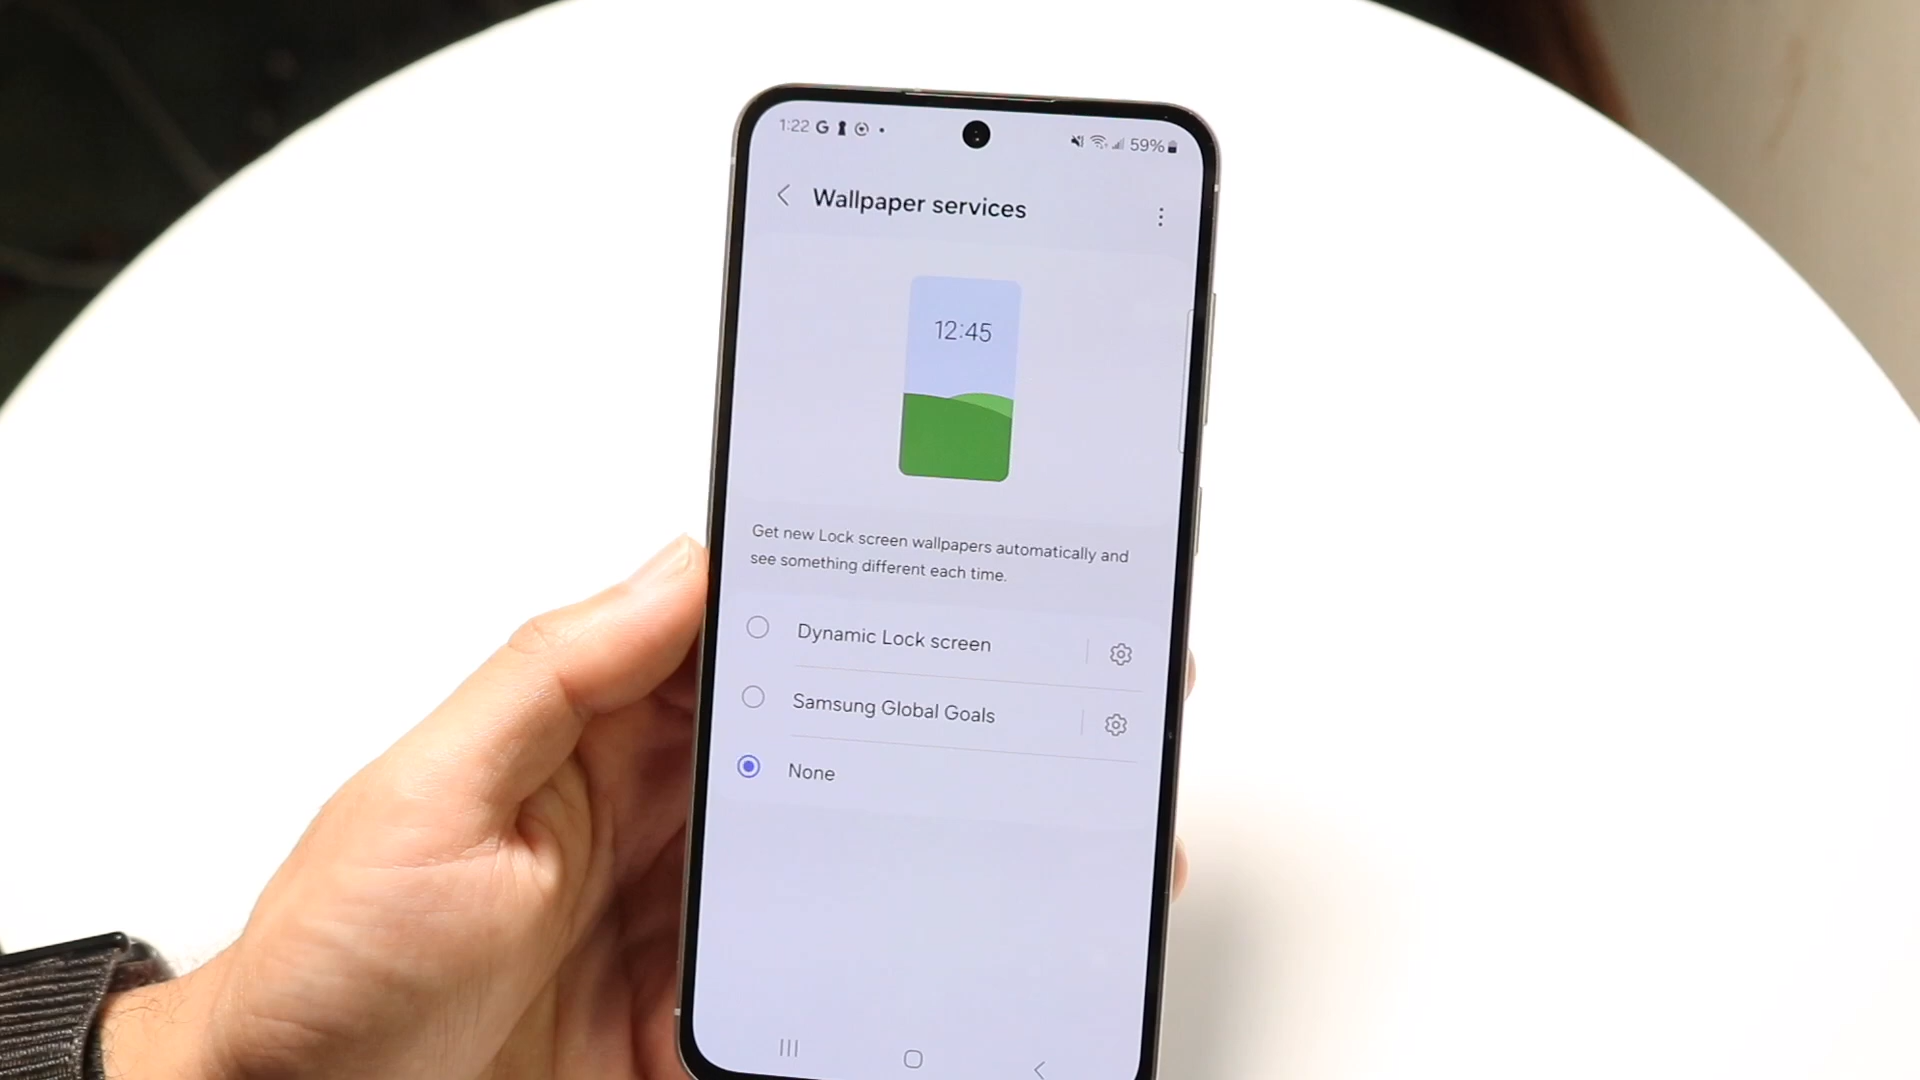 1:22 G 59%
Wallpaper services
12:45
Get new Lock screen wallpapers automatically and
see something different each time.
Dynamic Lock screen
Samsung Global Goals
None